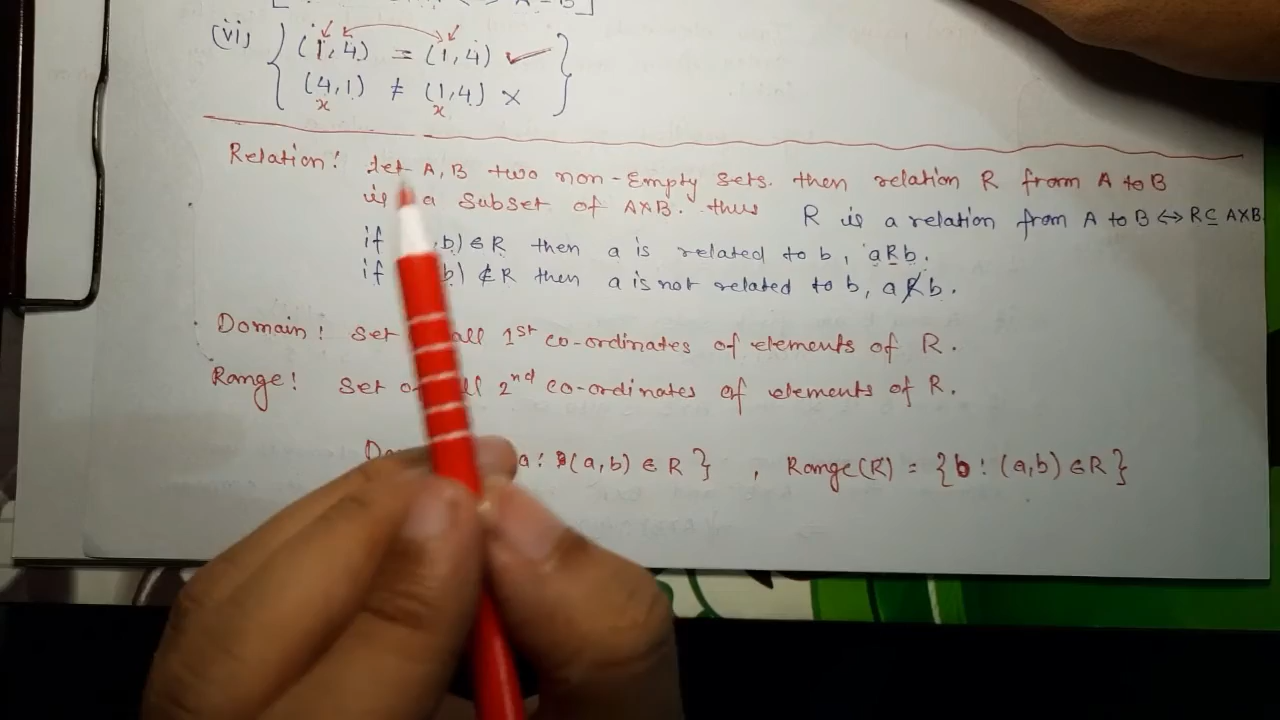 (vi) { (1,4) = (1,4) ✓ }
(4,1) ≠ (1,4) ×
x x
Relation! Let A, B two non-Empty sets. then relation R from A to B
is a subset of A×B. thus R is a relation from A to B ⇔ R ⊆ A×B
if ,b) ∈ R then a is related to b, aRb.
if b) ∉ R then a is not related to b, aR̸b.
Domain! set all 1st co-ordinates of elements of R.
Range! set of all 2nd co-ordinates of elements of R.
a : (a,b) ∈ R } , Range(R) = {b : (a,b) ∈ R }